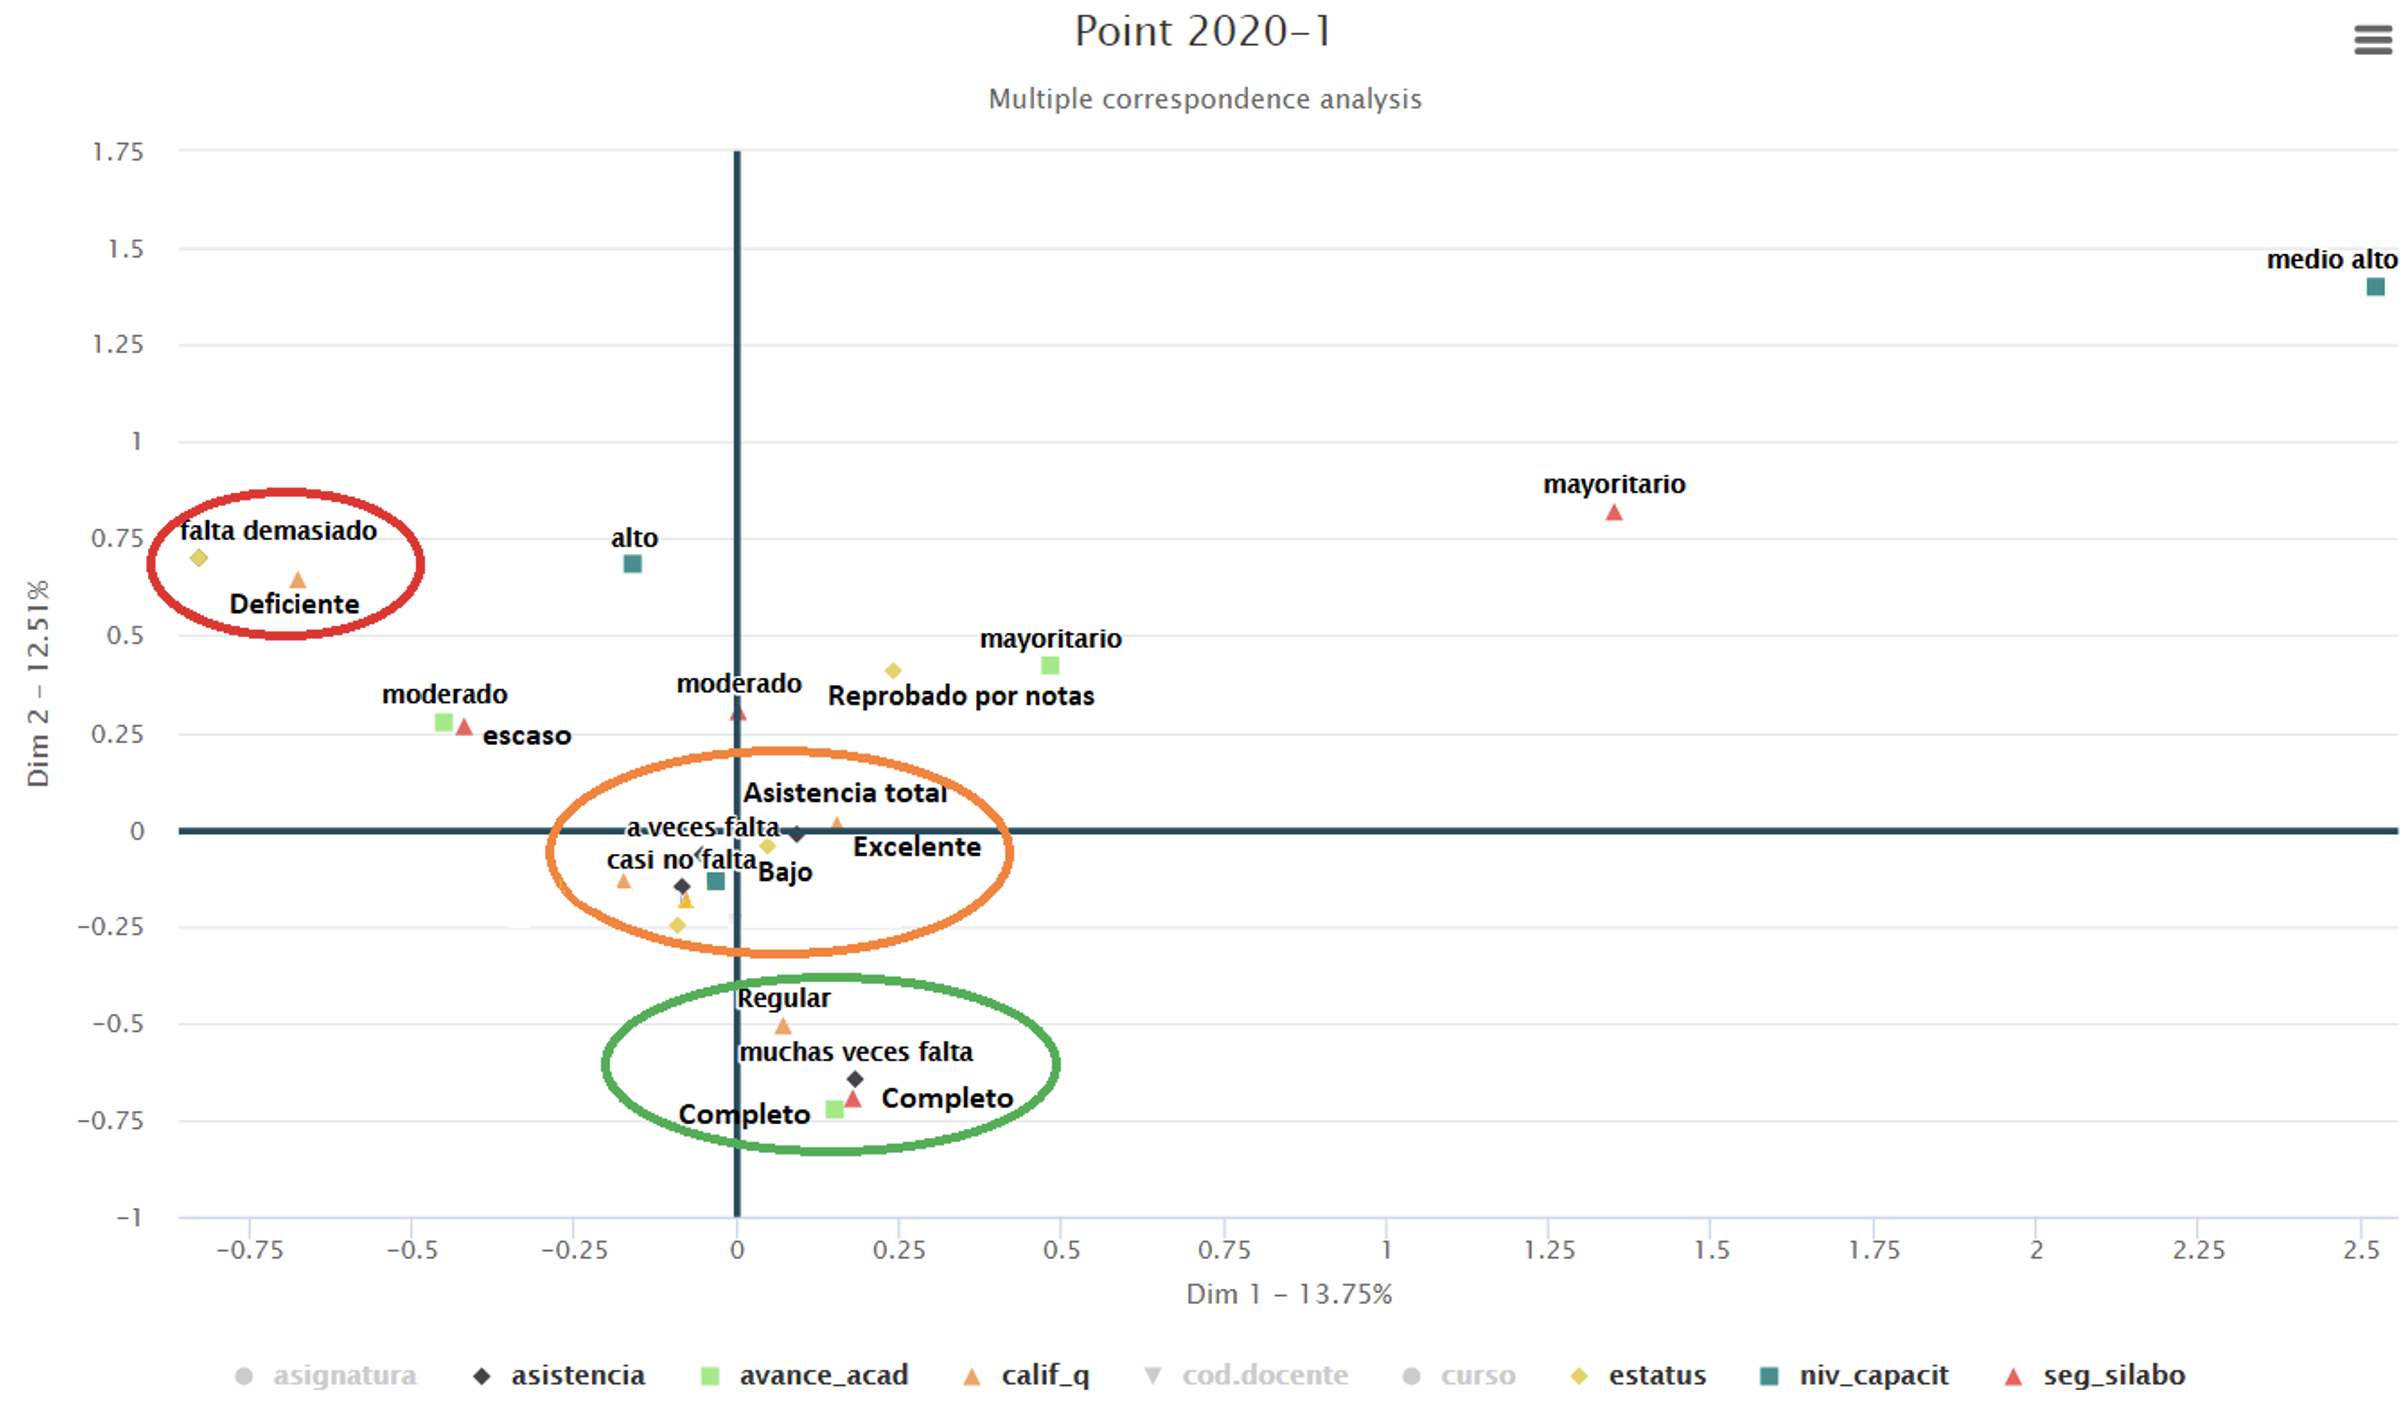 Point 2020-1
Multiple correspondence analysis
1.75
1.5
medio alto
1.25
1
mayoritario
0.75
falta demasiado
alto
Deficiente
0.5
mayoritario
moderado
moderado
Reprobado por notas
0.25
escaso
Asistencia total
0
a veces falta
Excelente
casi no falta
Bajo
-0.25
Regular
-0.5
muchas veces falta
Completo
Completo
-0.75
-1
Dim 2 - 12.51%
-0.75 -0.5 -0.25 0 0.25 0.5 0.75 1 1.25 1.5 1.75 2 2.25 2.5
Dim 1 - 13.75%
asignatura asistencia avance_acad calif_q cod.docente curso estatus niv_capacit seg_silabo